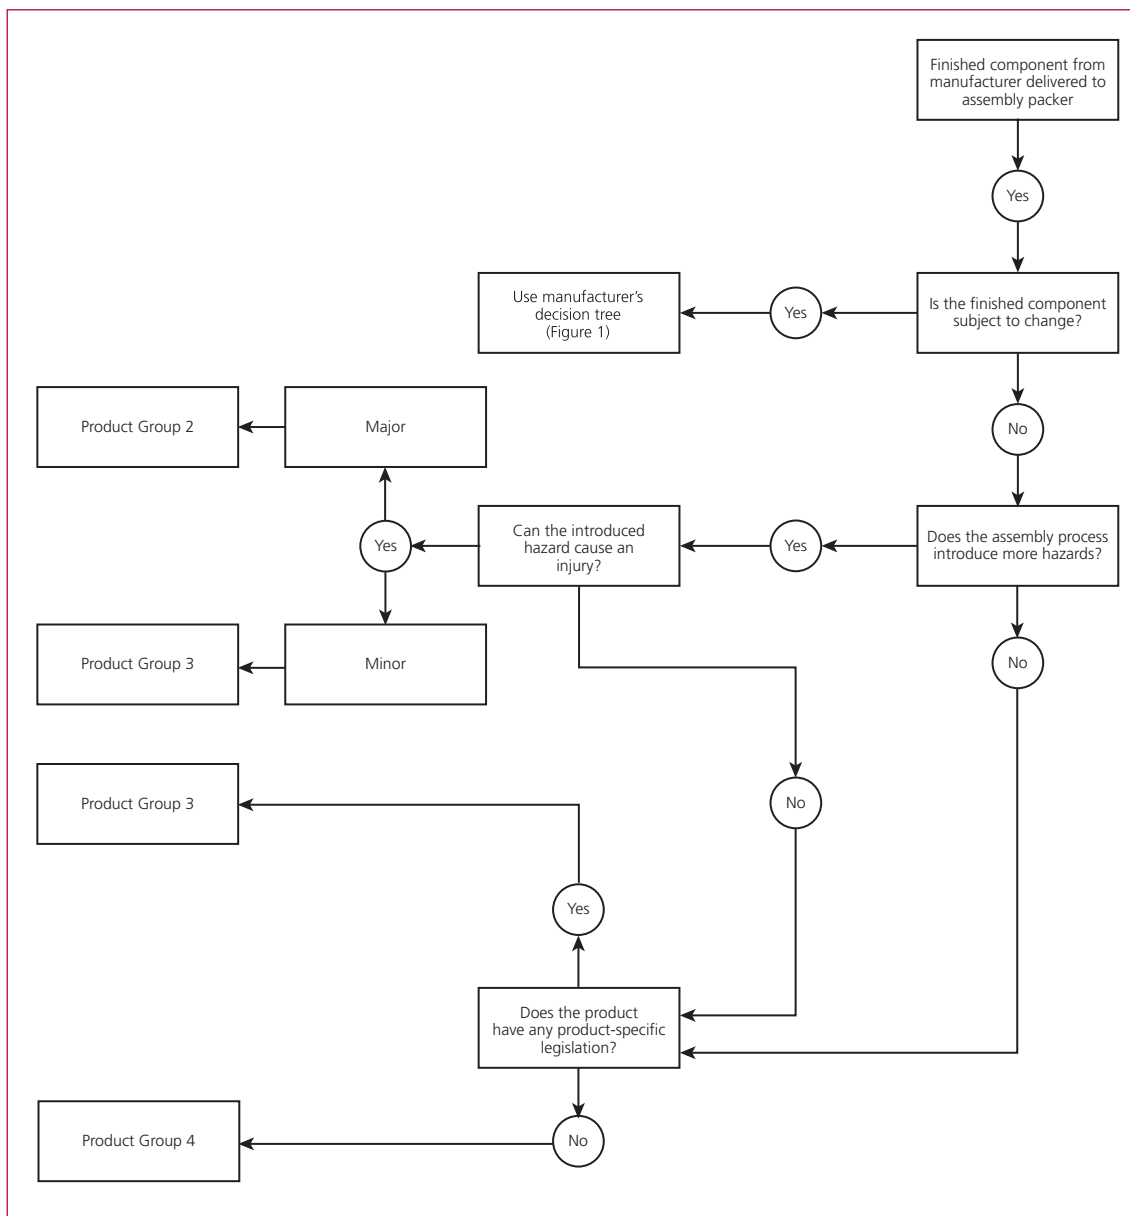 Finished component from
manufacturer delivered to
assembly packer
Yes
Use manufacturer’s
decision tree
(Figure 1)
Yes
Is the finished component
subject to change?
Product Group 2
Major
No
Yes
Can the introduced
hazard cause an
injury?
Yes
Does the assembly process
introduce more hazards?
Product Group 3
Minor
No
Product Group 3
No
Yes
Does the product
have any product-specific
legislation?
Product Group 4
No